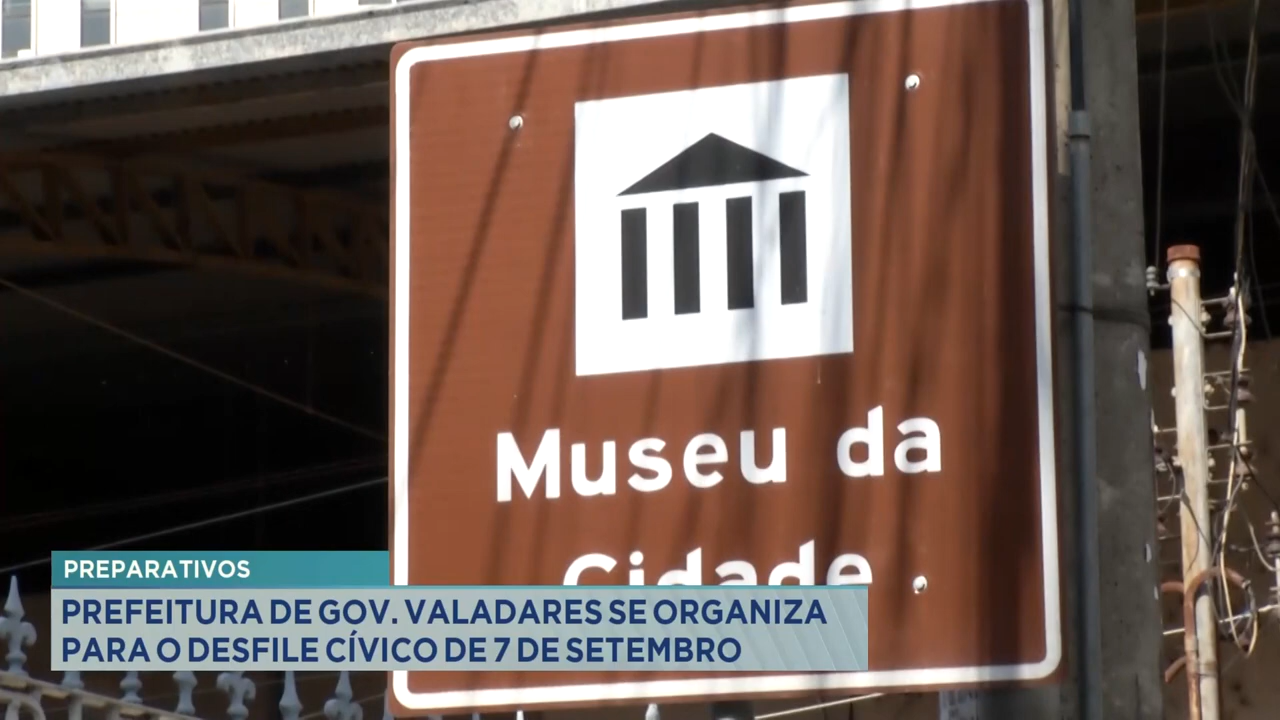 Museu da
Cidade
PREPARATIVOS
PREFEITURA DE GOV. VALADARES SE ORGANIZA
PARA O DESFILE CÍVICO DE 7 DE SETEMBRO